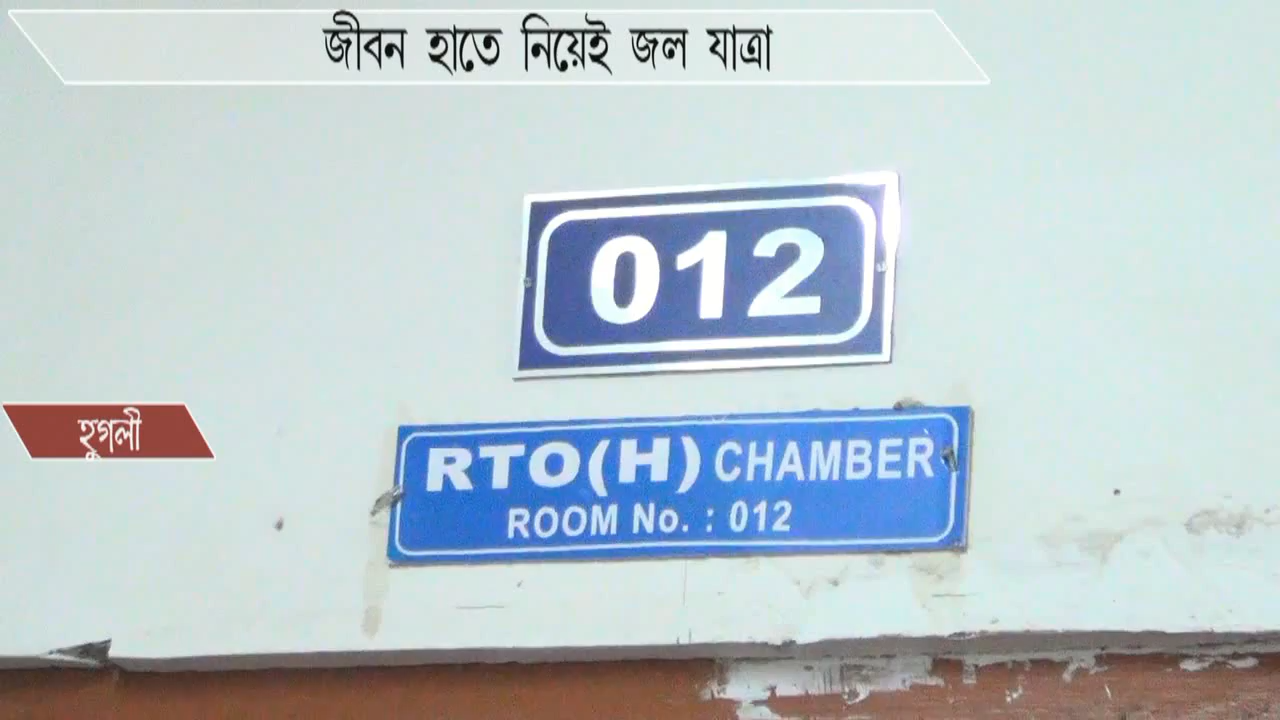 জীবন হাতে নিয়েই জল যাত্রা
012
হুগলী
RTO(H) CHAMBER
ROOM No. : 012